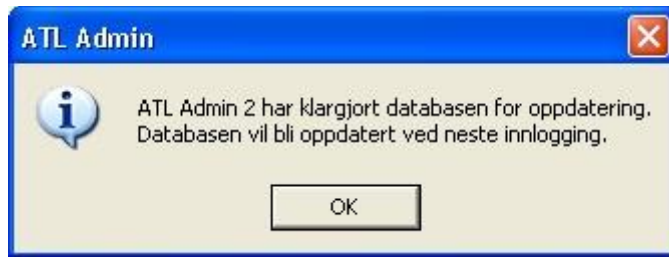 ATL Admin
ATL Admin 2 har klargjort databasen for oppdatering.
Databasen vil bli oppdatert ved neste innlogging.
OK